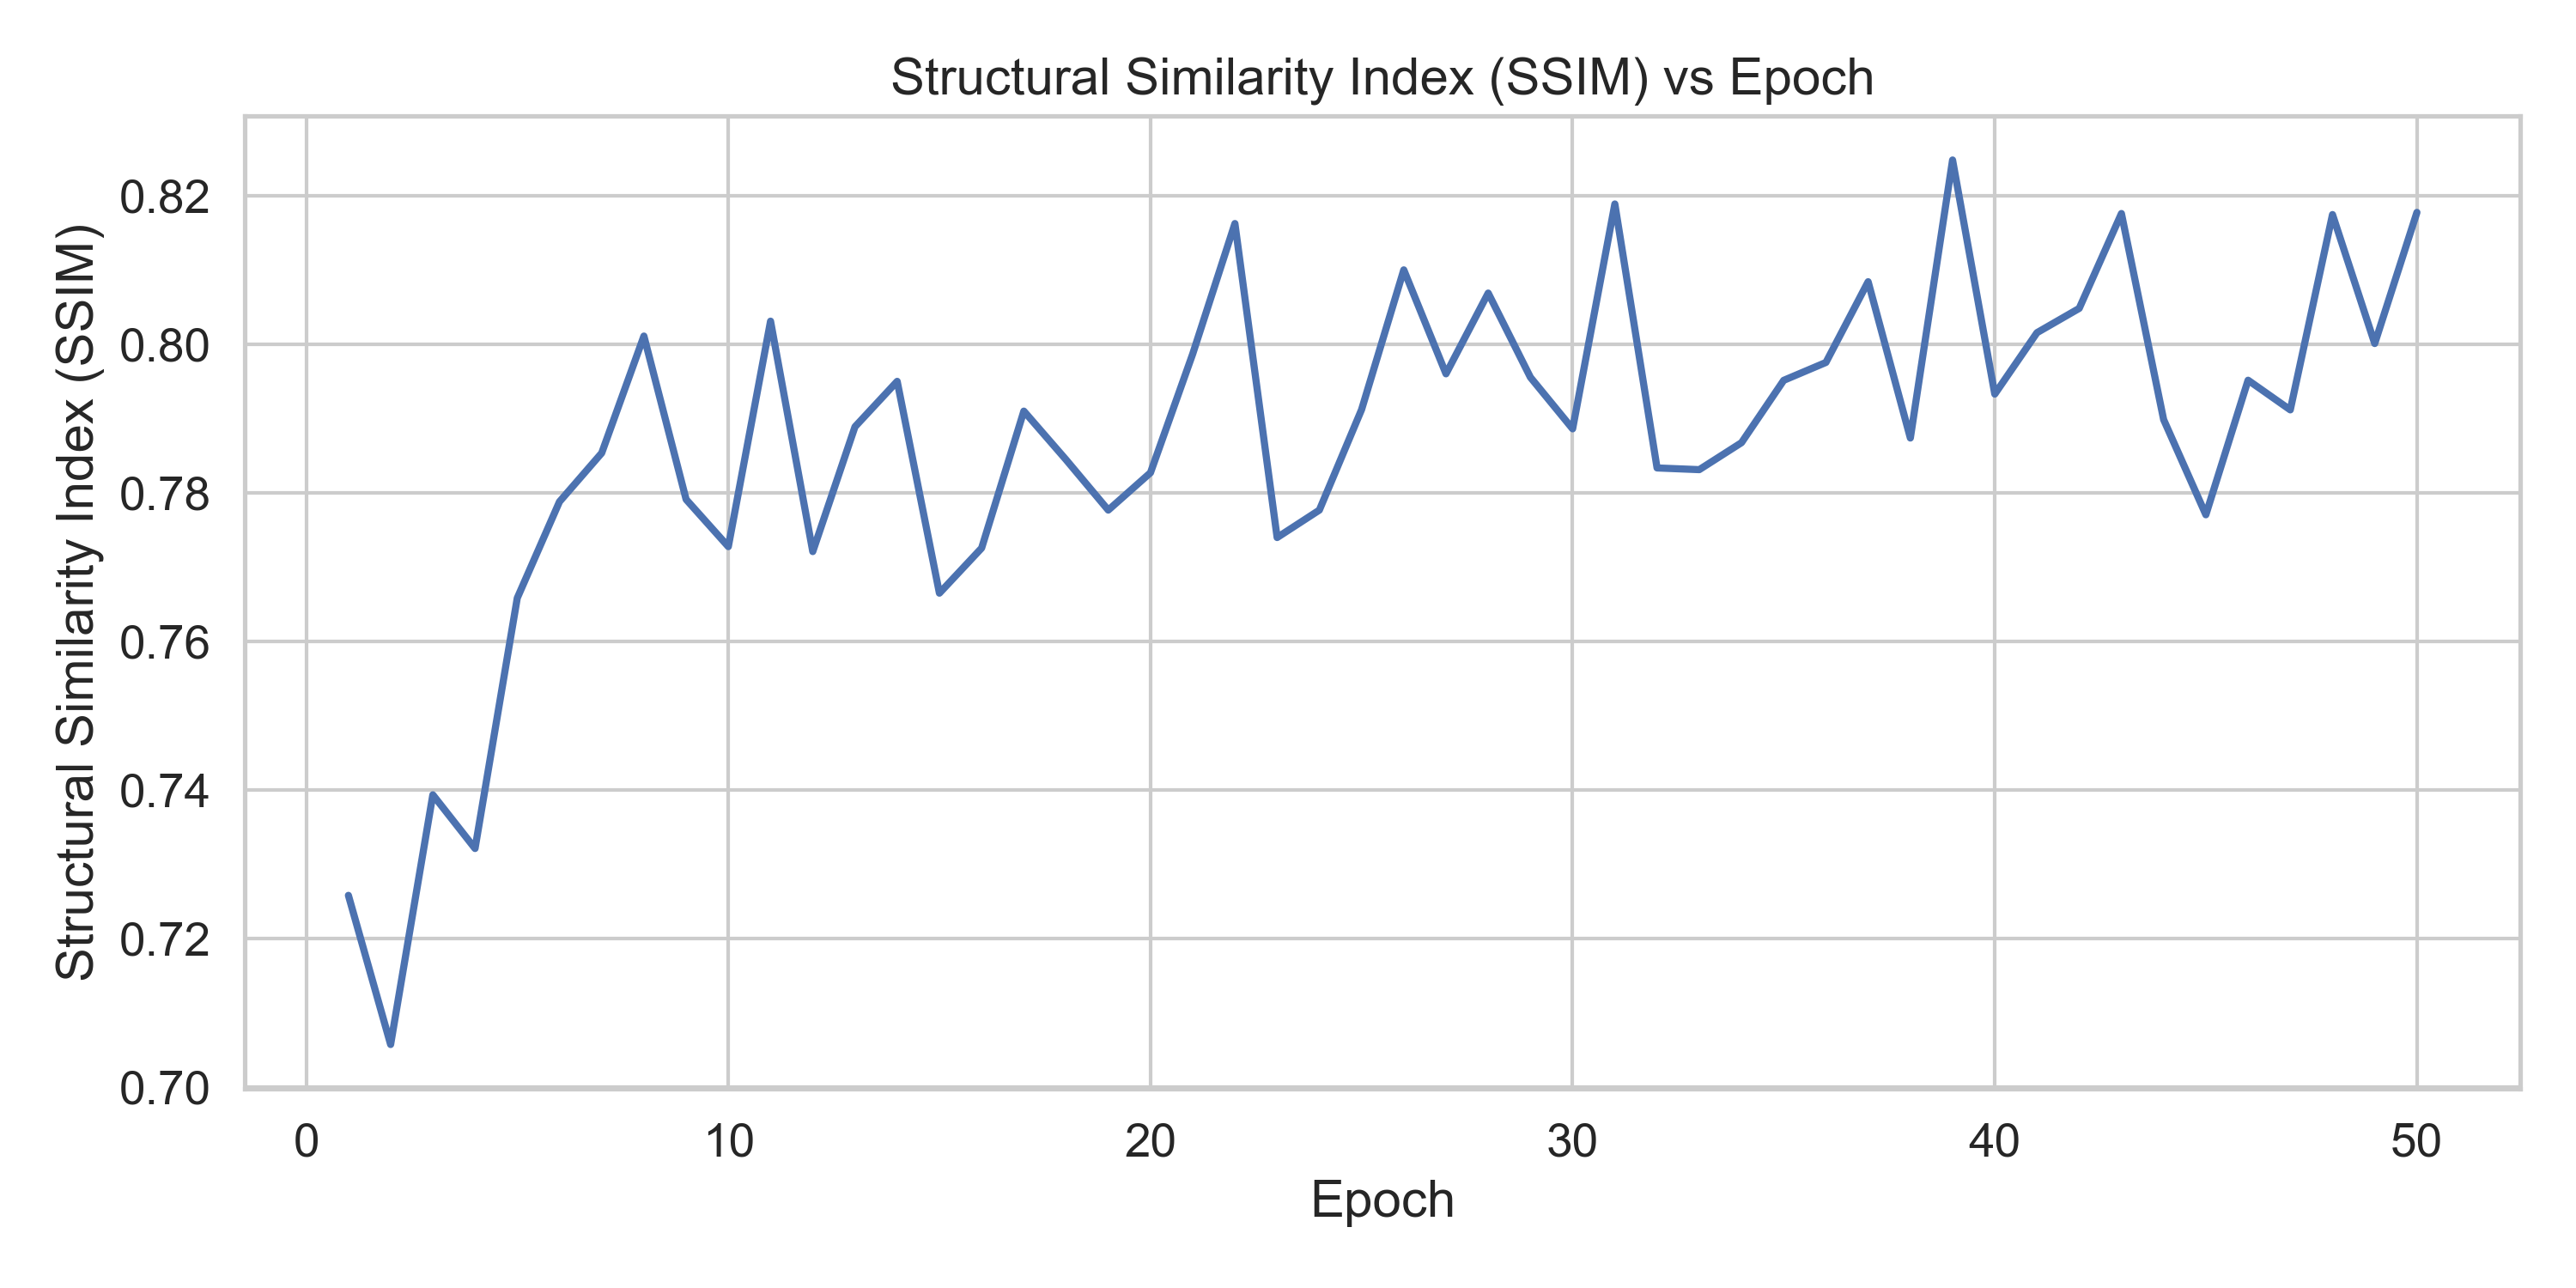 Structural Similarity Index (SSIM) vs Epoch
Structural Similarity Index (SSIM)
0.82
0.80
0.78
0.76
0.74
0.72
0.70
0 10 20 30 40 50
Epoch